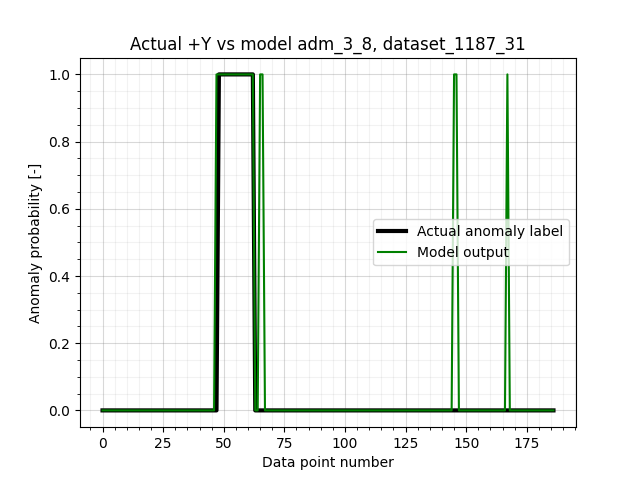 Actual +Y vs model adm_3_8, dataset_1187_31
1.0
0.8
0.6
0.4
0.2
0.0
Anomaly probability [-]
Actual anomaly label
Model output
0 25 50 75 100 125 150 175
Data point number